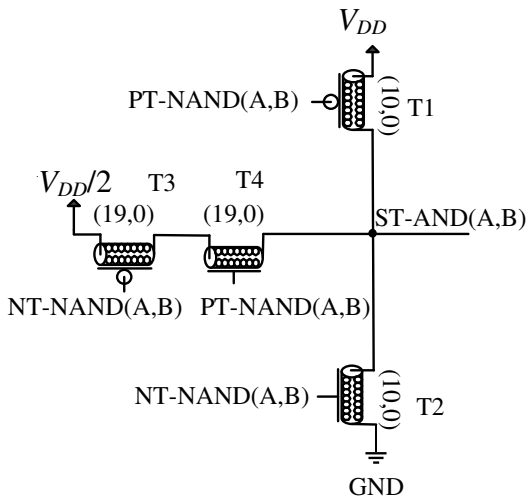 V_DD
PT-NAND(A,B)
(10,0)
T1
V_DD/2
T3
T4
(19,0)
(19,0)
ST-AND(A,B)
NT-NAND(A,B)
PT-NAND(A,B)
NT-NAND(A,B)
(10,0)
T2
GND